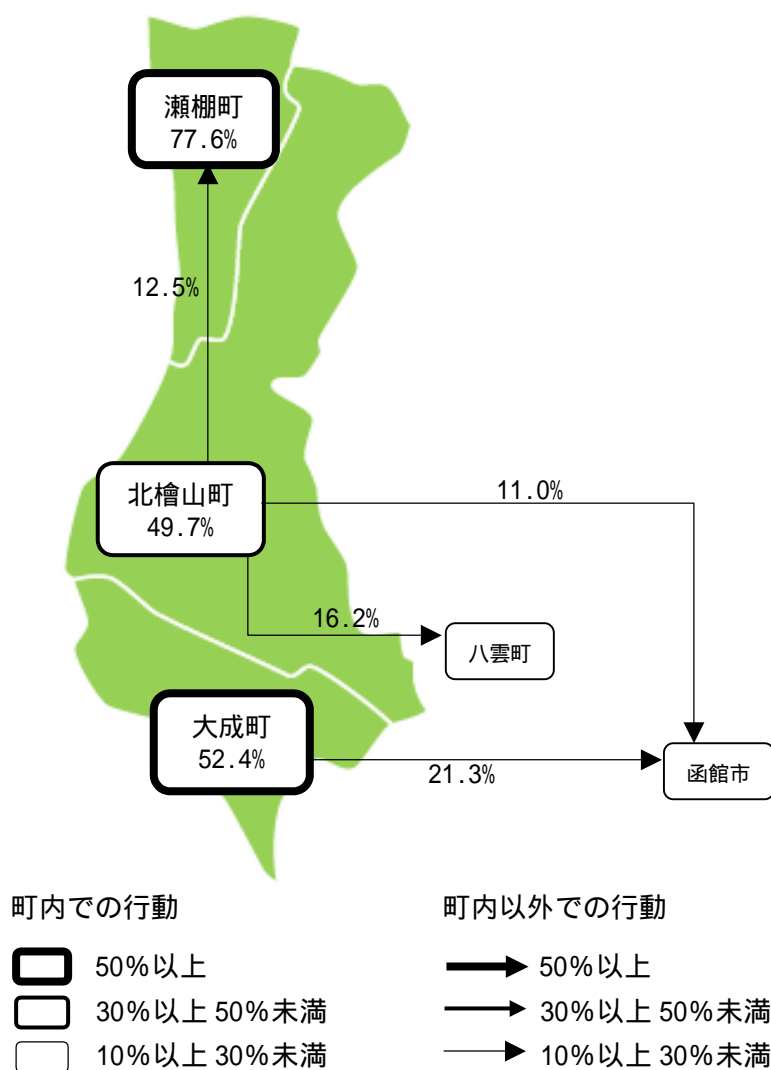 瀬棚町
77.6%
12.5%
北檜山町
49.7%
11.0%
16.2%
八雲町
大成町
52.4%
21.3%
函館市
町内での行動
50%以上
30%以上 50%未満
10%以上 30%未満
町内以外での行動
50%以上
30%以上 50%未満
10%以上 30%未満